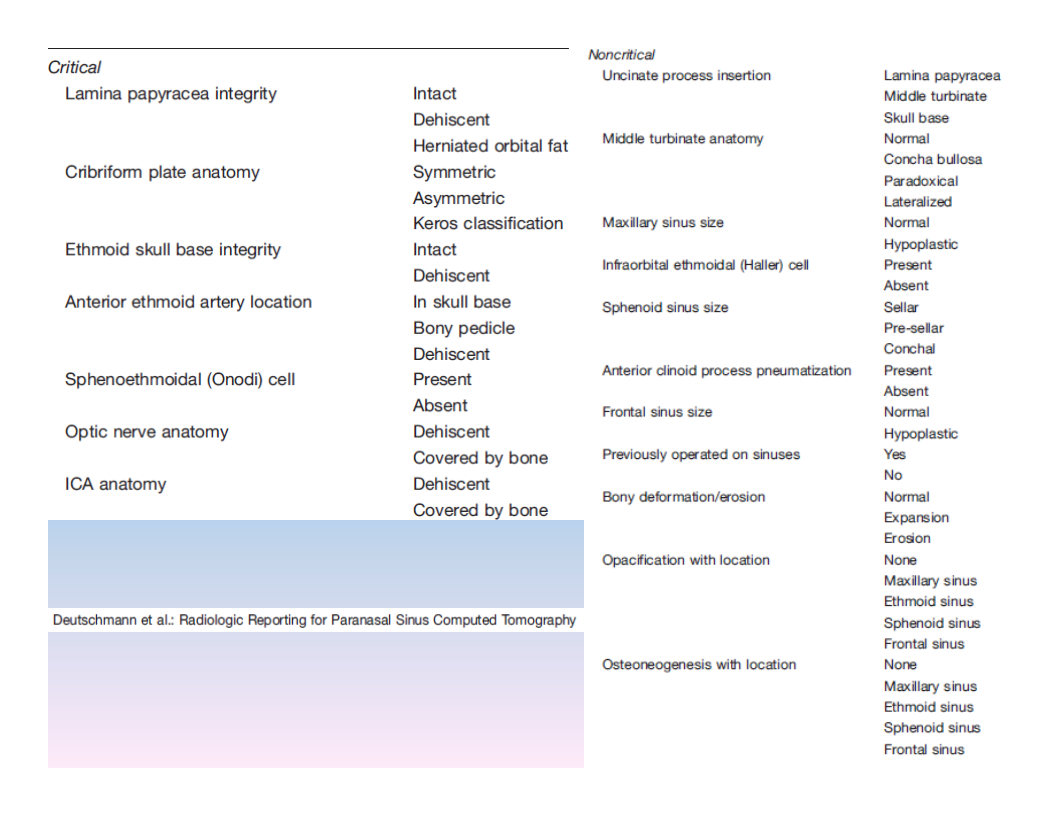 Critical
Lamina papyracea integrity Intact
Dehiscent
Herniated orbital fat
Cribriform plate anatomy Symmetric
Asymmetric
Keros classification
Ethmoid skull base integrity Intact
Dehiscent
Anterior ethmoid artery location In skull base
Bony pedicle
Dehiscent
Sphenoethmoidal (Onodi) cell Present
Absent
Optic nerve anatomy Dehiscent
Covered by bone
ICA anatomy Dehiscent
Covered by bone
Deutschmann et al.: Radiologic Reporting for Paranasal Sinus Computed Tomography
Noncritical
Uncinate process insertion Lamina papyracea
Middle turbinate
Skull base
Middle turbinate anatomy Normal
Concha bullosa
Paradoxical
Lateralized
Maxillary sinus size Normal
Hypoplastic
Infraorbital ethmoidal (Haller) cell Present
Absent
Sphenoid sinus size Sellar
Pre-sellar
Conchal
Anterior clinoid process pneumatization Present
Absent
Frontal sinus size Normal
Hypoplastic
Previously operated on sinuses Yes
No
Bony deformation/erosion Normal
Expansion
Erosion
Opacification with location None
Maxillary sinus
Ethmoid sinus
Sphenoid sinus
Frontal sinus
Osteoneogenesis with location None
Maxillary sinus
Ethmoid sinus
Sphenoid sinus
Frontal sinus